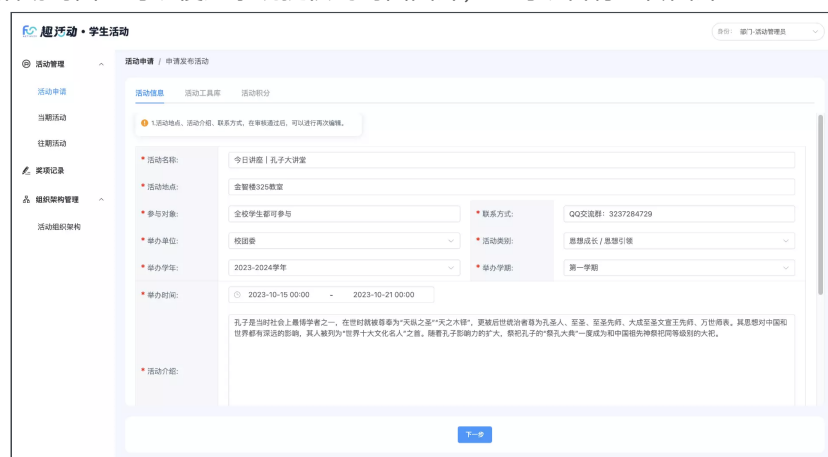 趣活动·学生活动
身份: 部门-活动管理员
活动管理
活动申请
当期活动
往期活动
奖项记录
组织架构管理
活动组织架构
活动申请 / 申请发布活动
活动信息 活动工具库 活动积分
1.活动地点、活动介绍、联系方式，在审核通过后，可以进行再次编辑。
* 活动名称: 今日讲座丨孔子大讲堂
* 活动地点: 金智楼325教室
* 参与对象: 全校学生都可参与 * 联系方式: QQ交流群：3237284729
* 举办单位: 校团委 * 活动类别: 思想成长 / 思想引领
* 举办学年: 2023-2024学年 * 举办学期: 第一学期
* 举办时间: 2023-10-15 00:00 - 2023-10-21 00:00
* 活动介绍:
孔子是当时社会上最博学者之一，在世时就被尊奉为“天纵之圣”“天之木铎”，更被后世统治者尊为孔圣人、至圣、至圣先师、大成至圣文宣王先师、万世师表。其思想对中国和
世界都有深远的影响，其人被列为“世界十大文化名人”之首。随着孔子影响力的扩大，祭祀孔子的“祭孔大典”一度成为和中国祖先神祭祀同等级别的大祀。
下一步